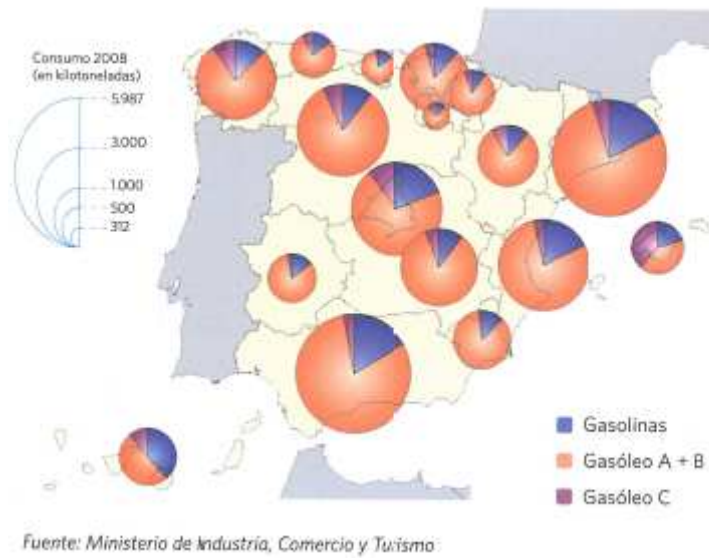 Consumo 2008
(en kilotoneladas)
5.987
3.000
1.000
500
312
Gasolinas
Gasóleo A + B
Gasóleo C
Fuente: Ministerio de Industria, Comercio y Turismo